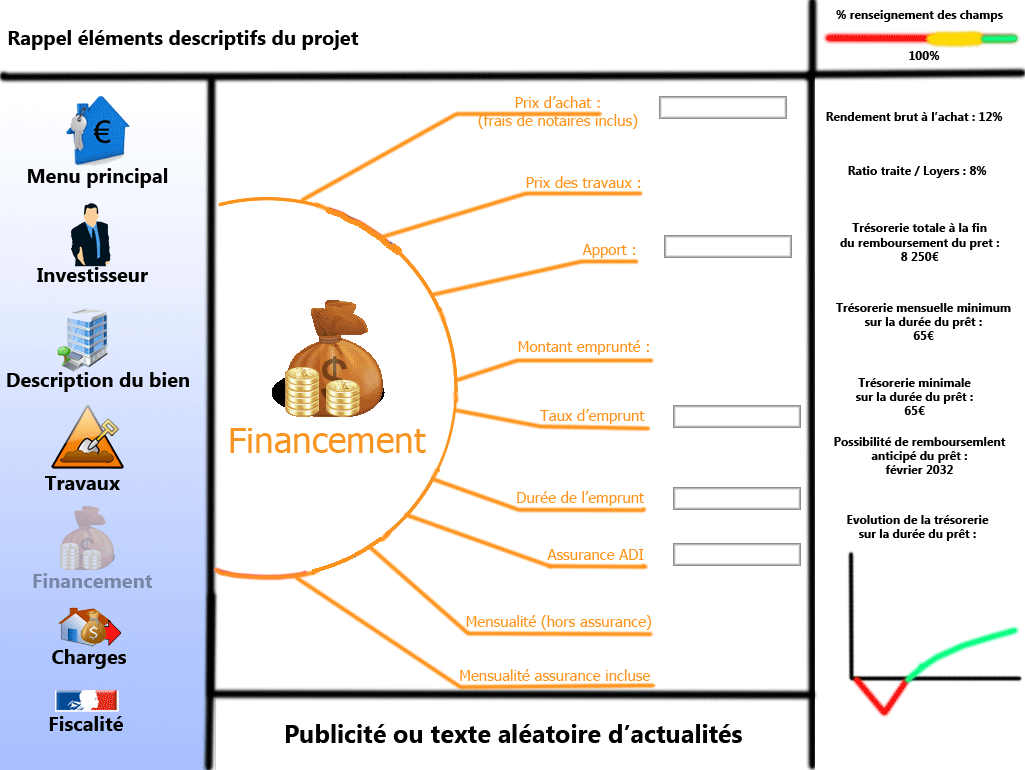 Rappel éléments descriptifs du projet
% renseignement des champs
100%
Menu principal
Investisseur
Description du bien
Travaux
Financement
Charges
Fiscalité
Financement
Prix d'achat :
(frais de notaires inclus)
Prix des travaux :
Apport :
Montant emprunté :
Taux d'emprunt
Durée de l'emprunt
Assurance ADI
Mensualité (hors assurance)
Mensualité assurance incluse
Rendement brut à l'achat : 12%
Ratio traite / Loyers : 8%
Trésorerie totale à la fin
du remboursement du pret :
8 250€
Trésorerie mensuelle minimum
sur la durée du prêt :
65€
Trésorerie minimale
sur la durée du prêt :
65€
Possibilité de remboursemlent
anticipé du prêt :
février 2032
Evolution de la trésorerie
sur la durée du prêt :
Publicité ou texte aléatoire d'actualités